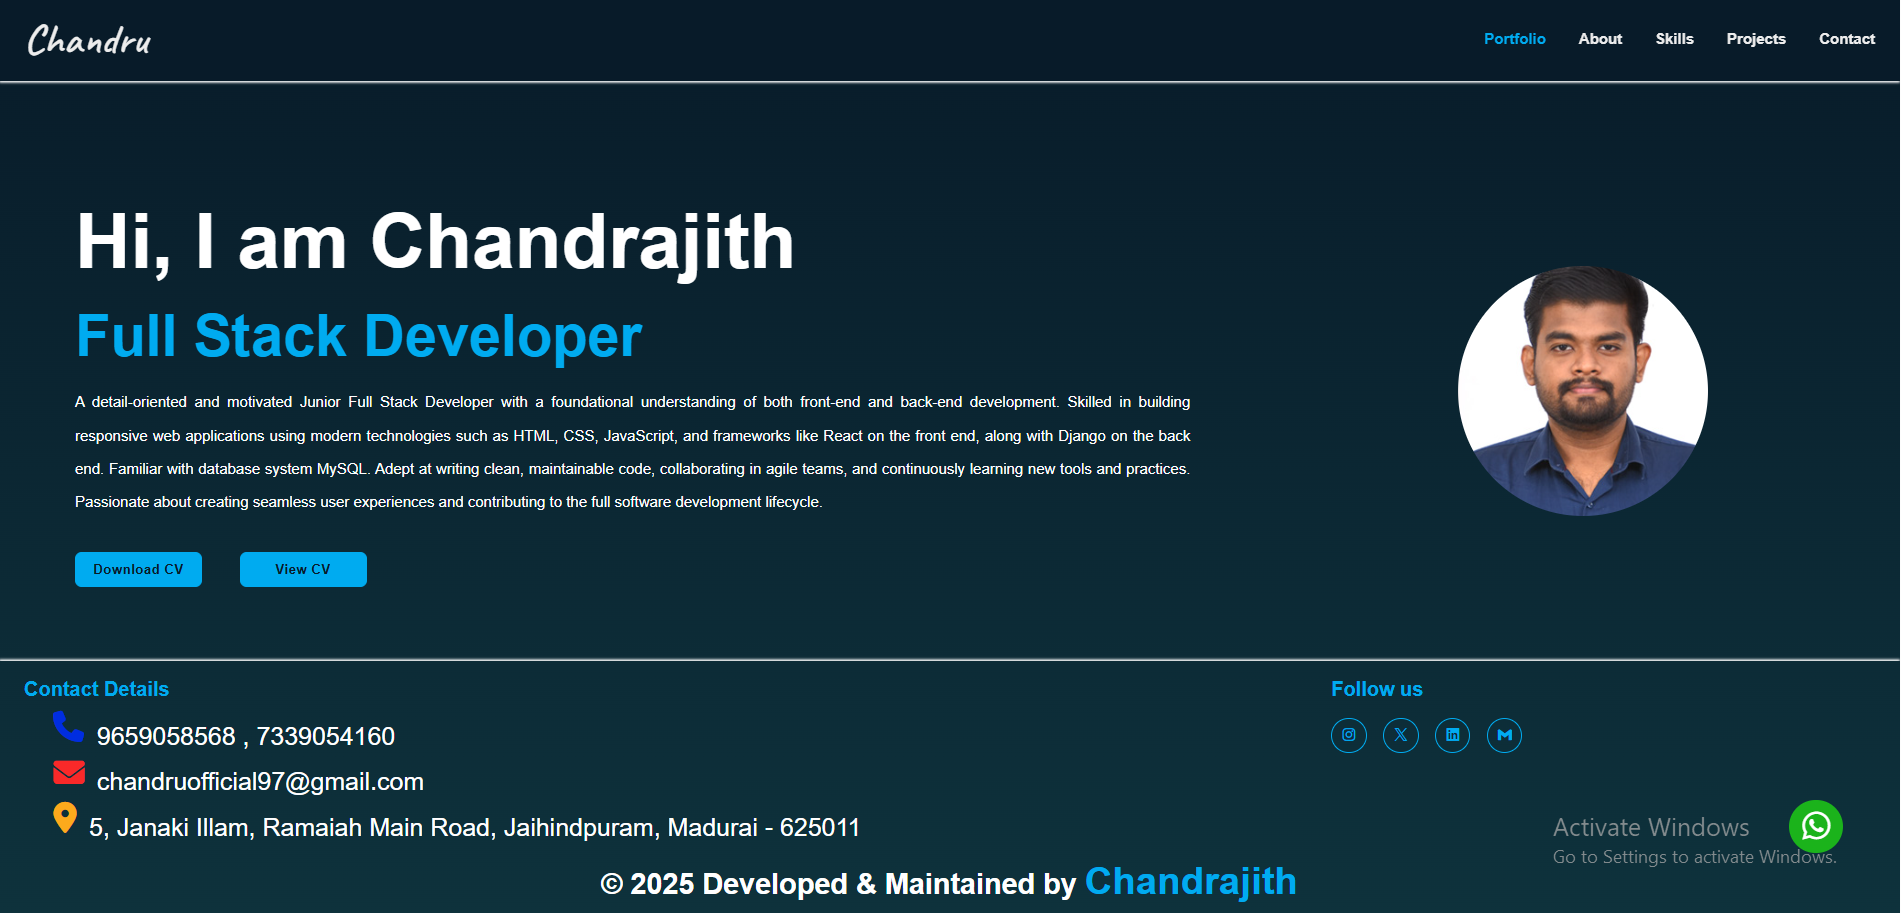 Chandru
Portfolio About Skills Projects Contact
Hi, I am Chandrajith
Full Stack Developer
A detail-oriented and motivated Junior Full Stack Developer with a foundational understanding of both front-end and back-end development. Skilled in building
responsive web applications using modern technologies such as HTML, CSS, JavaScript, and frameworks like React on the front end, along with Django on the back
end. Familiar with database system MySQL. Adept at writing clean, maintainable code, collaborating in agile teams, and continuously learning new tools and practices.
Passionate about creating seamless user experiences and contributing to the full software development lifecycle.
Download CV View CV
Contact Details
9659058568 , 7339054160
chandruofficial97@gmail.com
5, Janaki Illam, Ramaiah Main Road, Jaihindpuram, Madurai - 625011
Follow us
Activate Windows
Go to Settings to activate Windows.
© 2025 Developed & Maintained by Chandrajith